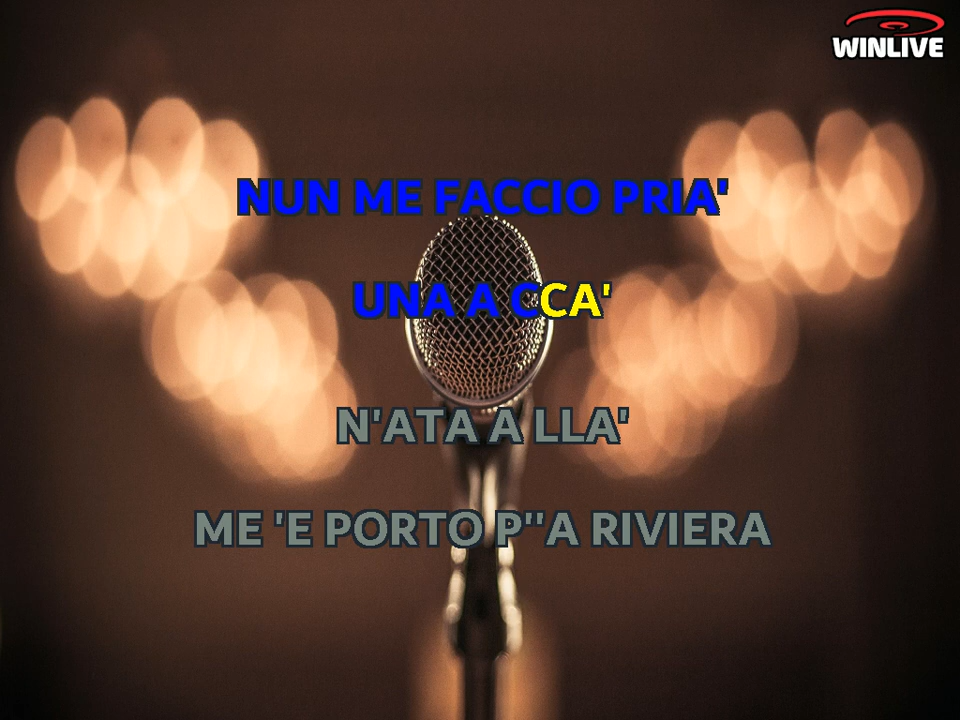 WINLIVE
NUN ME FACCIO PRIA'
UNA A CCA'
N'ATA A LLA'
ME 'E PORTO P''A RIVIERA